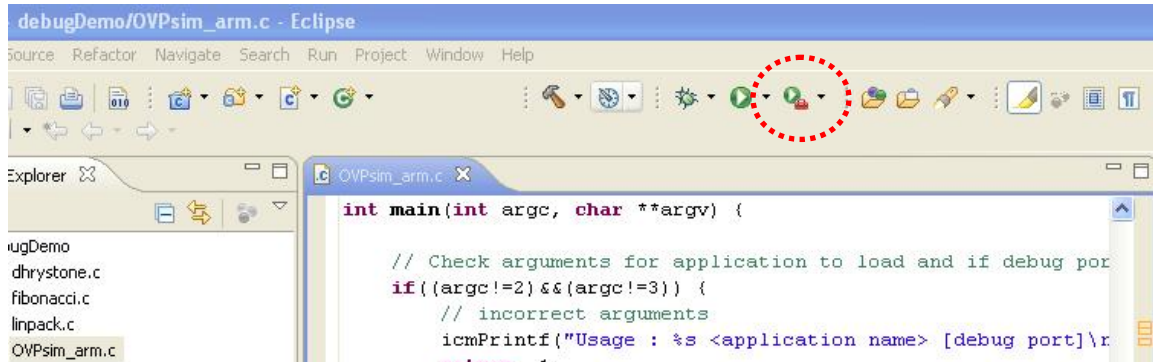 debugDemo/OVPsim_arm.c - Eclipse
Source Refactor Navigate Search Run Project Window Help
010
Explorer
.c OVPsim_arm.c
int main(int argc, char **argv) {
bugDemo
// Check arguments for application to load and if debug por
dhrystone.c
if((argc!=2)&&(argc!=3)) {
fibonacci.c
// incorrect arguments
linpack.c
icmPrintf("Usage : %s <application name> [debug port]\n
OVPsim_arm.c